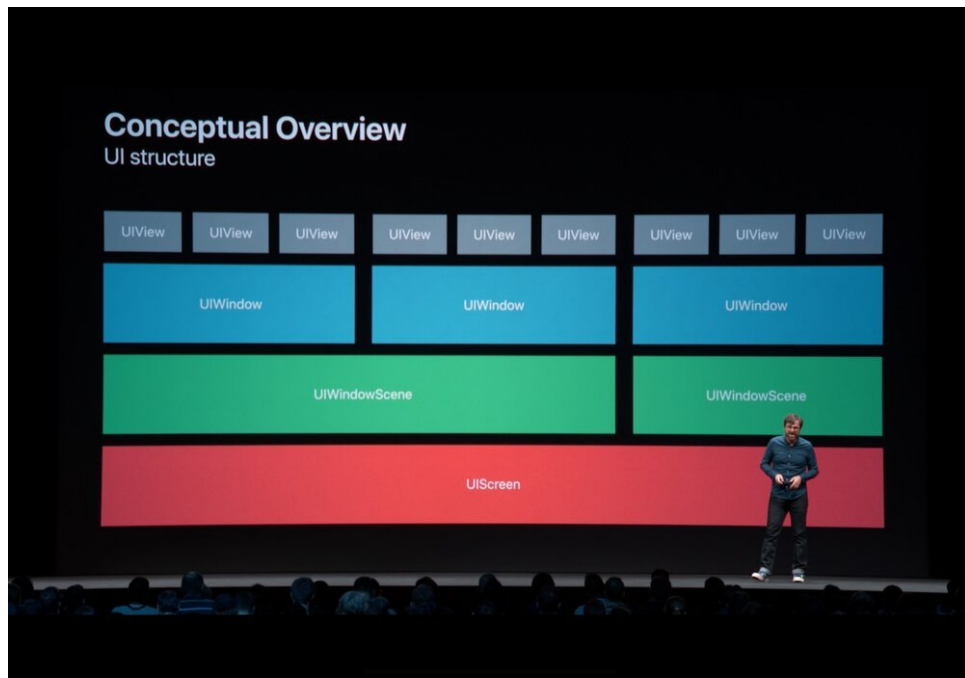 Conceptual Overview
UI structure
UIView UIView UIView UIView UIView UIView UIView UIView UIView
UIWindow UIWindow UIWindow
UIWindowScene UIWindowScene
UIScreen